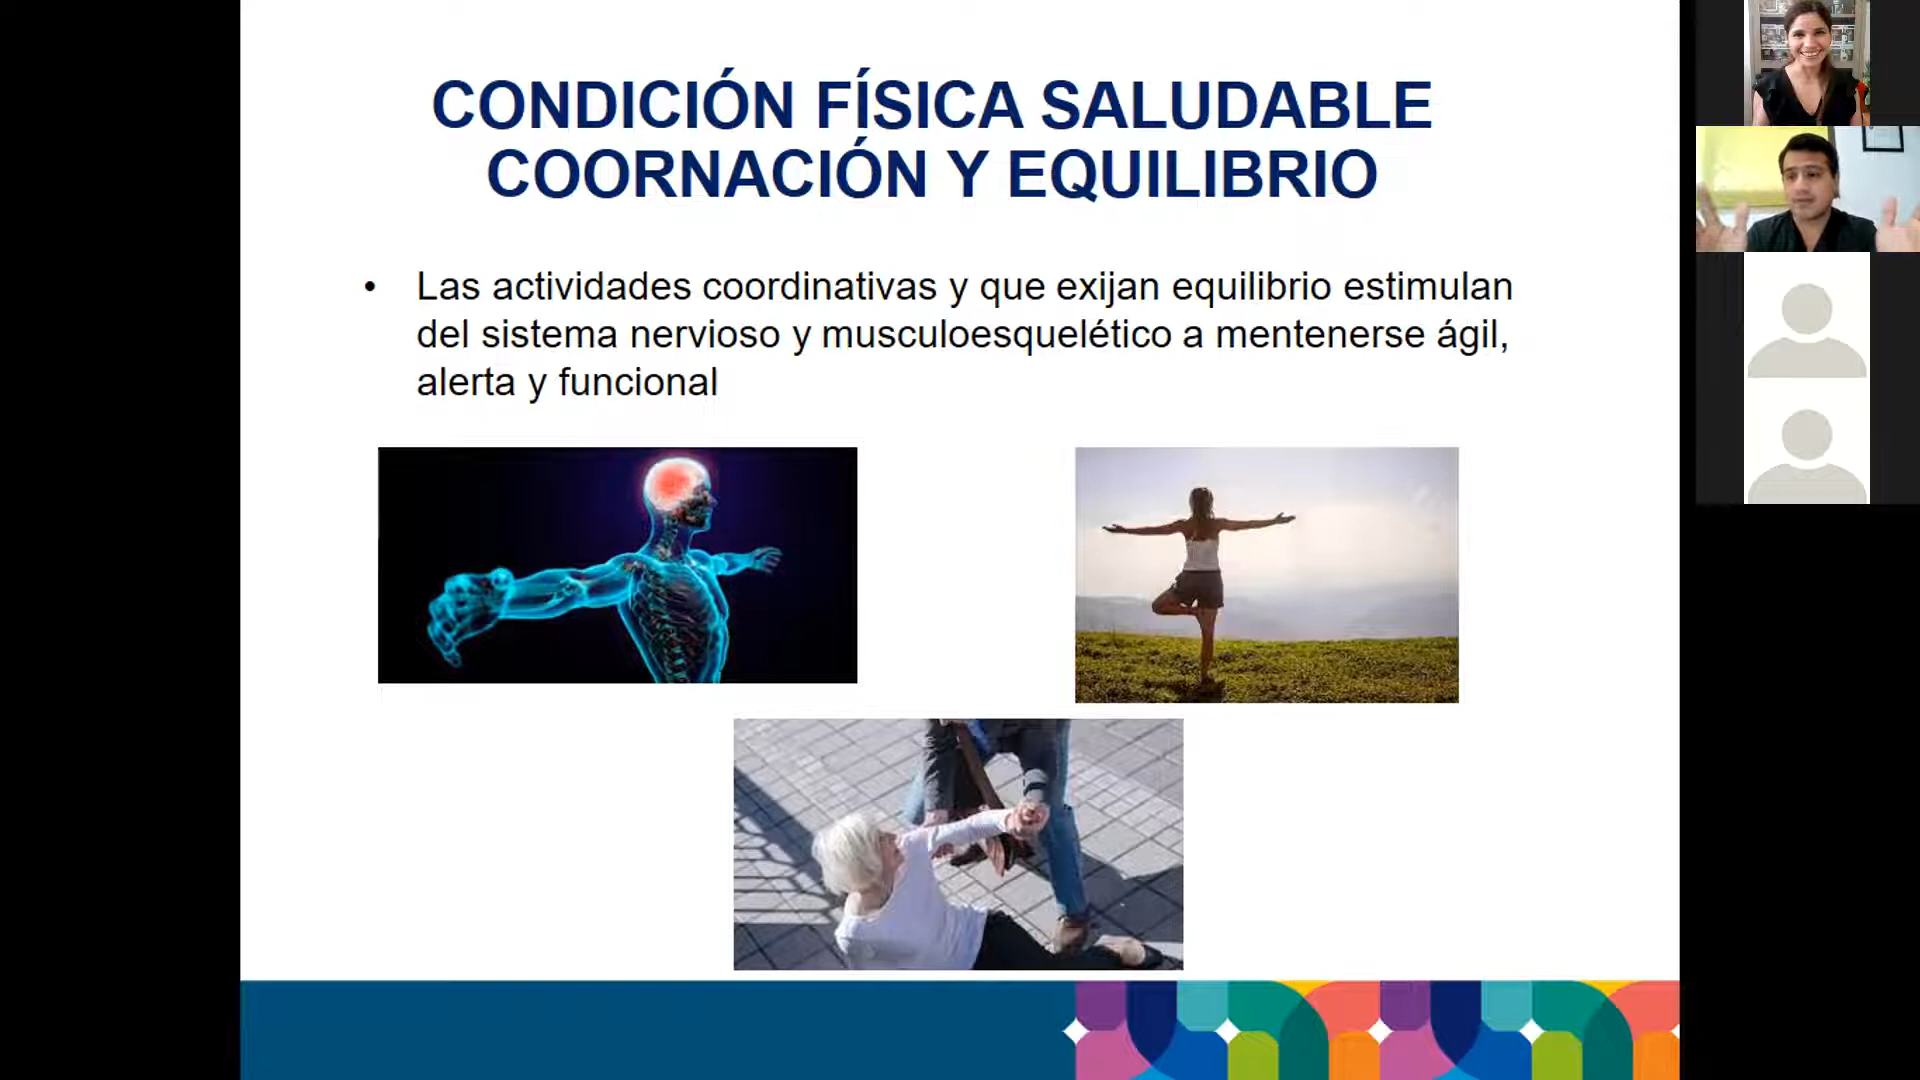 CONDICIÓN FÍSICA SALUDABLE
COORNACIÓN Y EQUILIBRIO
• Las actividades coordinativas y que exijan equilibrio estimulan
del sistema nervioso y musculoesquelético a mentenerse ágil,
alerta y funcional